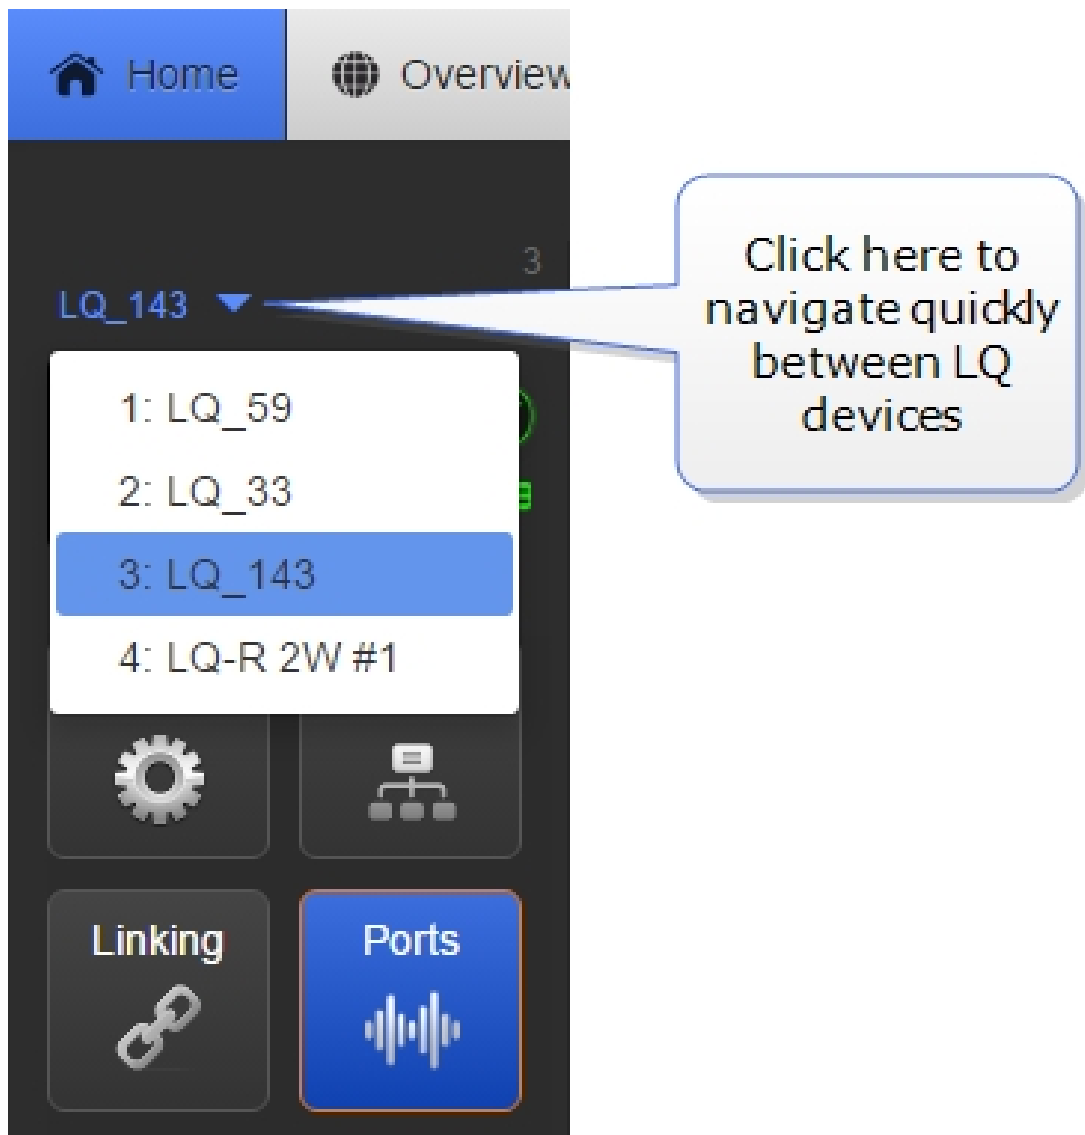 Home Overview
3
LQ_143
Click here to
navigate quickly
between LQ
devices
1: LQ_59
2: LQ_33
3: LQ_143
4: LQ-R 2W #1
Linking Ports